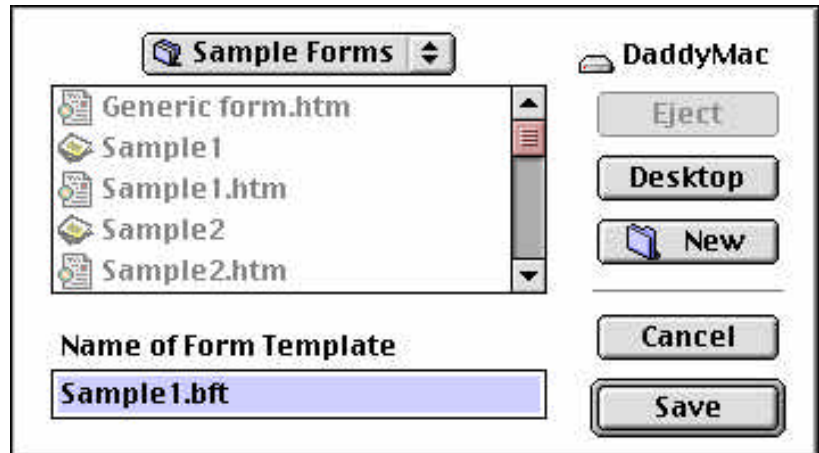 Sample Forms
DaddyMac
Generic form.htm
Sample1
Sample1.htm
Sample2
Sample2.htm
Eject
Desktop
New
Name of Form Template
Sample1.bft
Cancel
Save